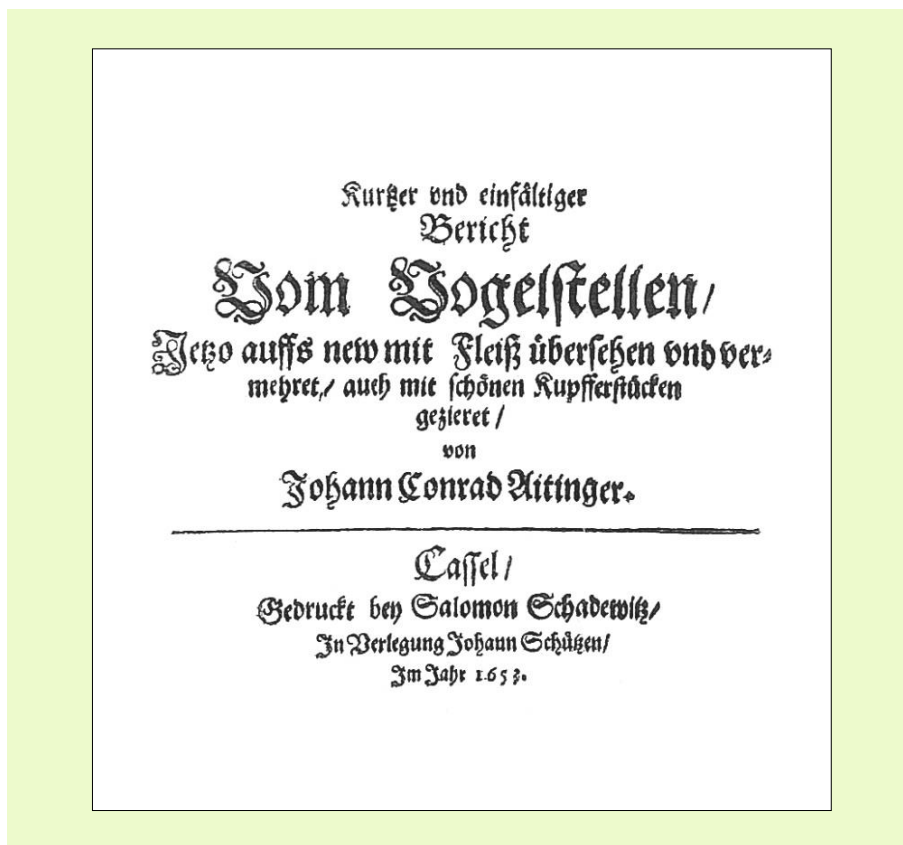 Kurtzer vnd einfältiger
Bericht
Vom Vogelstellen/
Jetzo auffs new mit Fleiß übersehen vnd ver⸗
mehret/ auch mit schönen Kupfferstücken
gezieret/
von
Johann Conrad Aitinger.
Cassel/
Gedruckt bey Salomon Schadewitz/
In Verlegung Johann Schützen/
Im Jahr 1653.